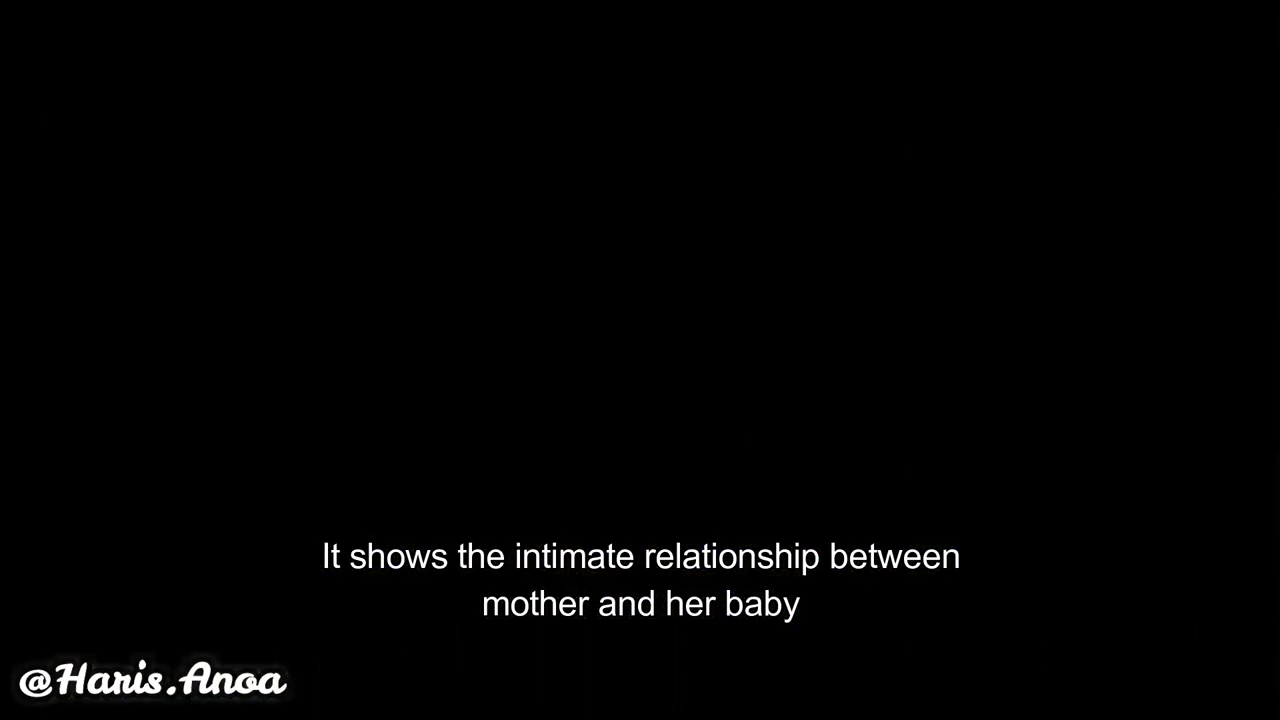 It shows the intimate relationship between
mother and her baby
@Haris.Anoa